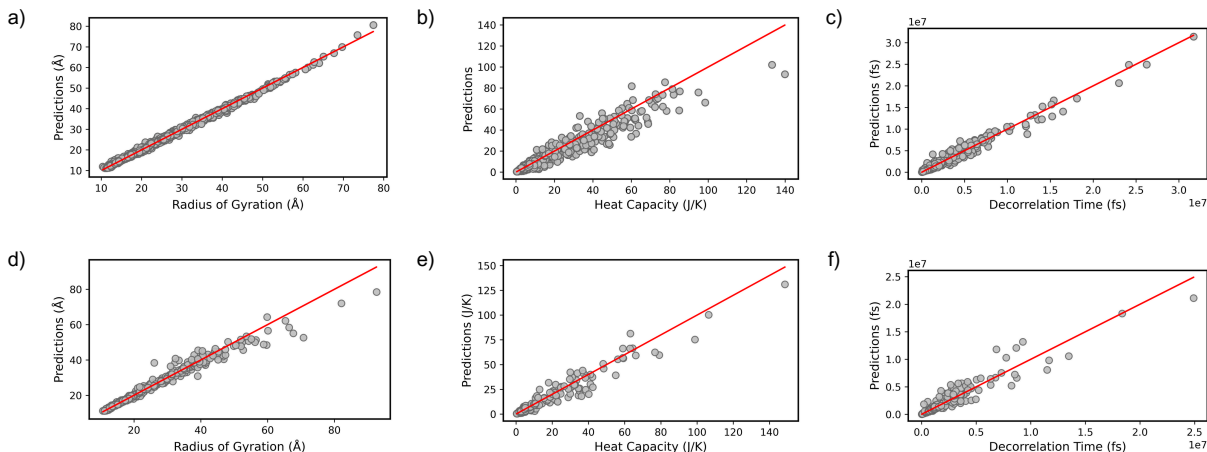 a)
80
70
60
50
40
30
20
10
Predictions (Å)
10 20 30 40 50 60 70 80
Radius of Gyration (Å)
b)
140
120
100
80
60
40
20
0
Predictions
0 20 40 60 80 100 120 140
Heat Capacity (J/K)
c)
1e7
3.0
2.5
2.0
1.5
1.0
0.5
0.0
Predictions (fs)
0.0 0.5 1.0 1.5 2.0 2.5 3.0
1e7
Decorrelation Time (fs)
d)
80
60
40
20
Predictions (Å)
20 40 60 80
Radius of Gyration (Å)
e)
150
125
100
75
50
25
0
Predictions (J/K)
0 20 40 60 80 100 120 140
Heat Capacity (J/K)
f)
1e7
2.5
2.0
1.5
1.0
0.5
0.0
Predictions (fs)
0.0 0.5 1.0 1.5 2.0 2.5
1e7
Decorrelation Time (fs)